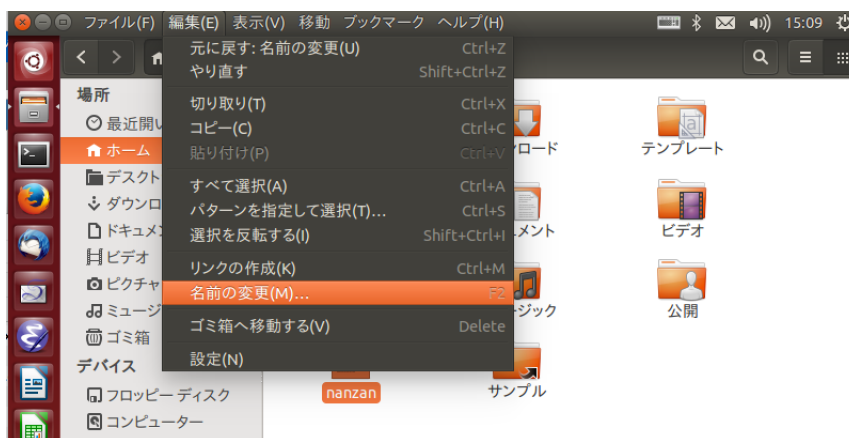 ファイル(F) 編集(E) 表示(V) 移動 ブックマーク ヘルプ(H) 15:09
元に戻す: 名前の変更(U) Ctrl+Z
やり直す Shift+Ctrl+Z
切り取り(T) Ctrl+X
コピー(C) Ctrl+C
貼り付け(P) Ctrl+V
すべて選択(A) Ctrl+A
パターンを指定して選択(T)... Ctrl+S
選択を反転する(I) Shift+Ctrl+I
リンクの作成(K) Ctrl+M
名前の変更(M)... F2
ゴミ箱へ移動する(V) Delete
設定(N)
場所
最近開い
ホーム
デスクト
ダウンロ
ドキュメ
ビデオ
ピクチャ
ミュージ
ゴミ箱
デバイス
フロッピー ディスク
コンピューター
ロード
テンプレート
メント
ビデオ
ジック
公開
nanzan
サンプル